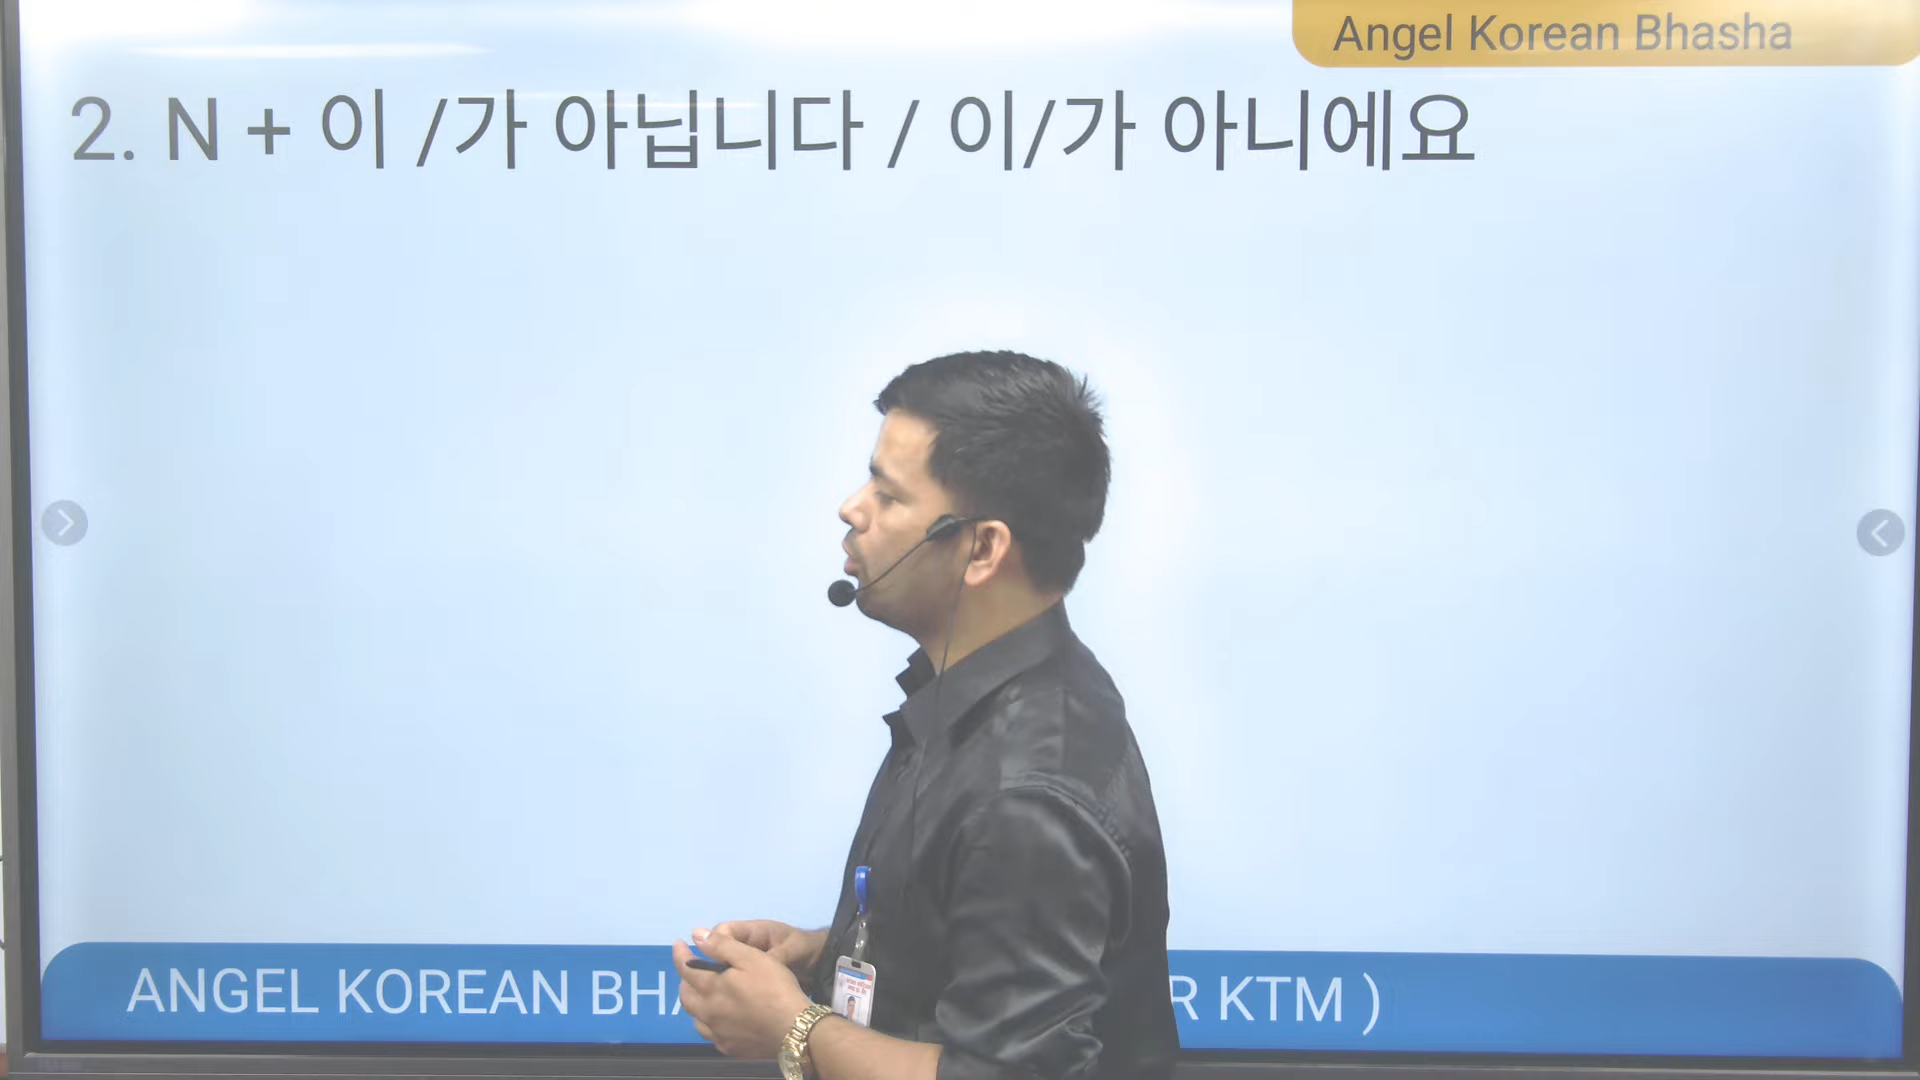 Angel Korean Bhasha
2. N + 이 /가 아닙니다 / 이/가 아니에요
ANGEL KOREAN KTM )